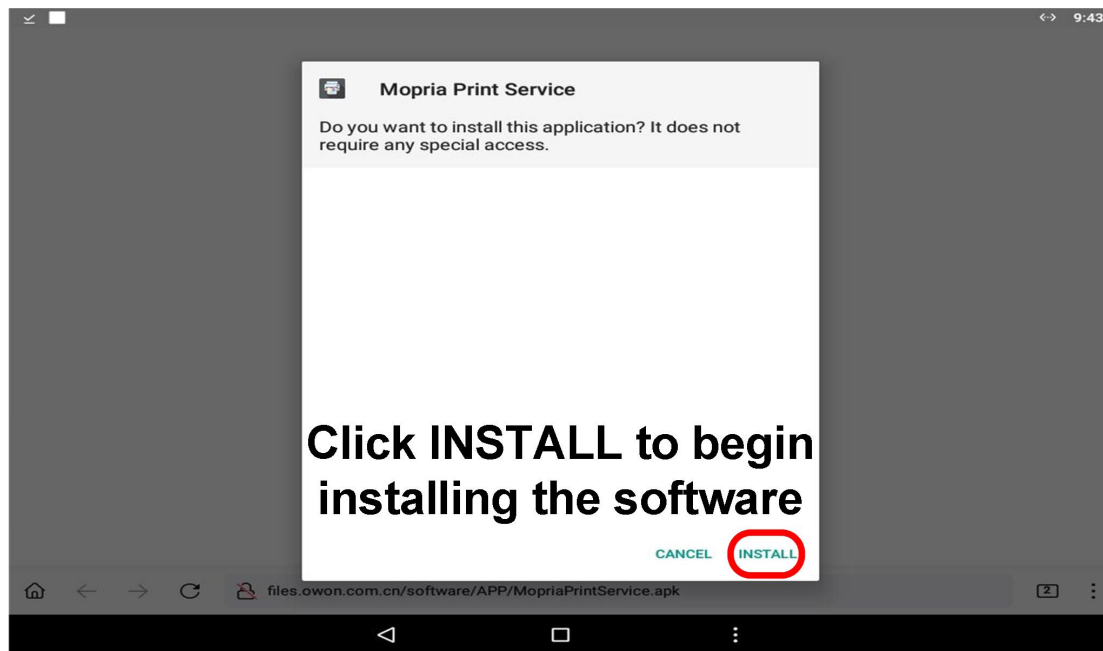 9:43
Mopria Print Service
Do you want to install this application? It does not
require any special access.
Click INSTALL to begin
installing the software
CANCEL INSTALL
files.owon.com.cn/software/APP/MopriaPrintService.apk
2